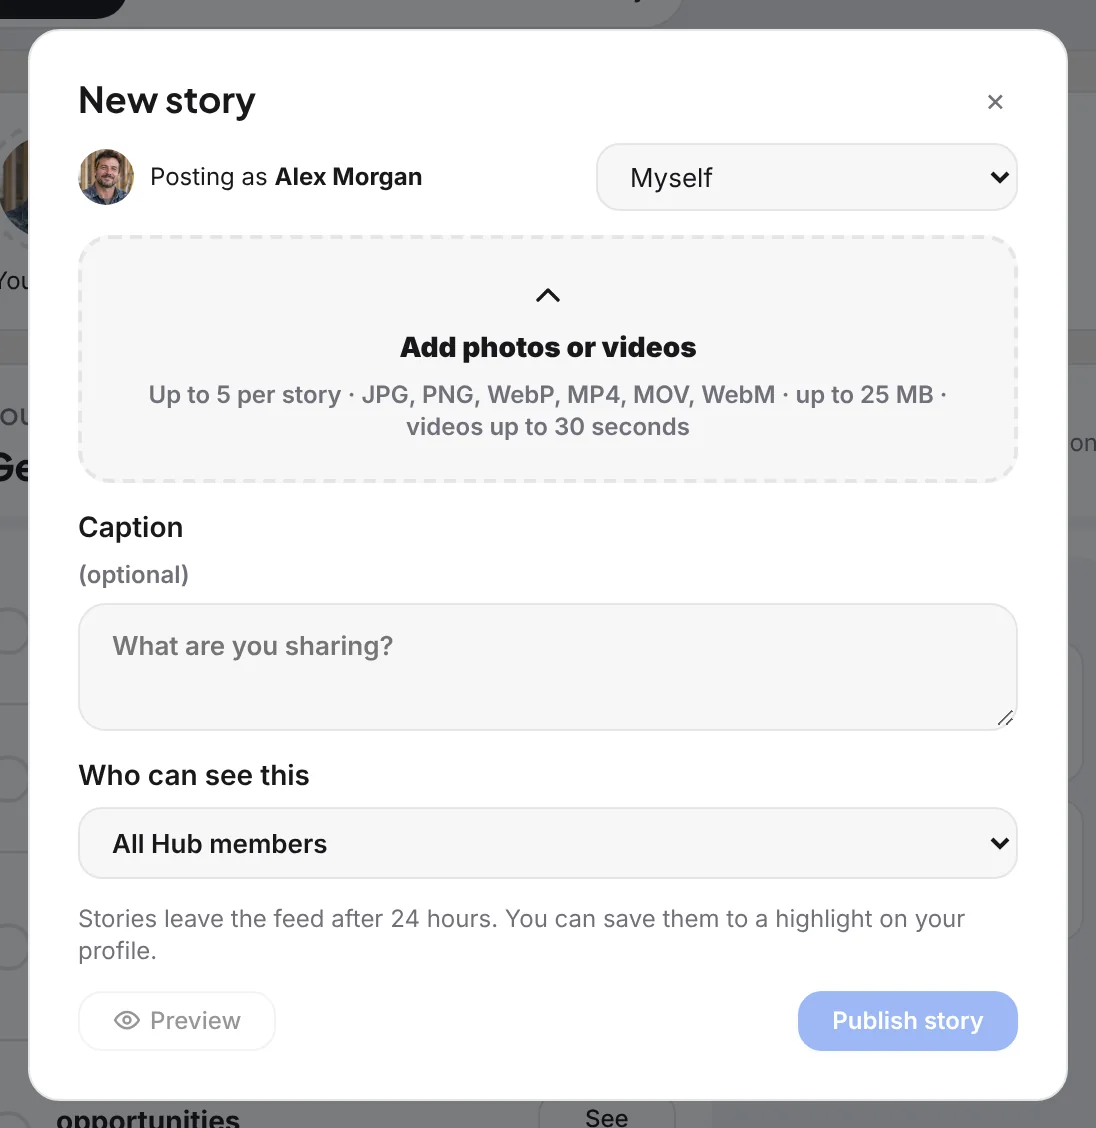 New story
Posting as Alex Morgan
Myself
You
Add photos or videos
Up to 5 per story · JPG, PNG, WebP, MP4, MOV, WebM · up to 25 MB ·
videos up to 30 seconds
Caption
(optional)
What are you sharing?
Who can see this
All Hub members
Stories leave the feed after 24 hours. You can save them to a highlight on your
profile.
Preview
Publish story
opportunities
See